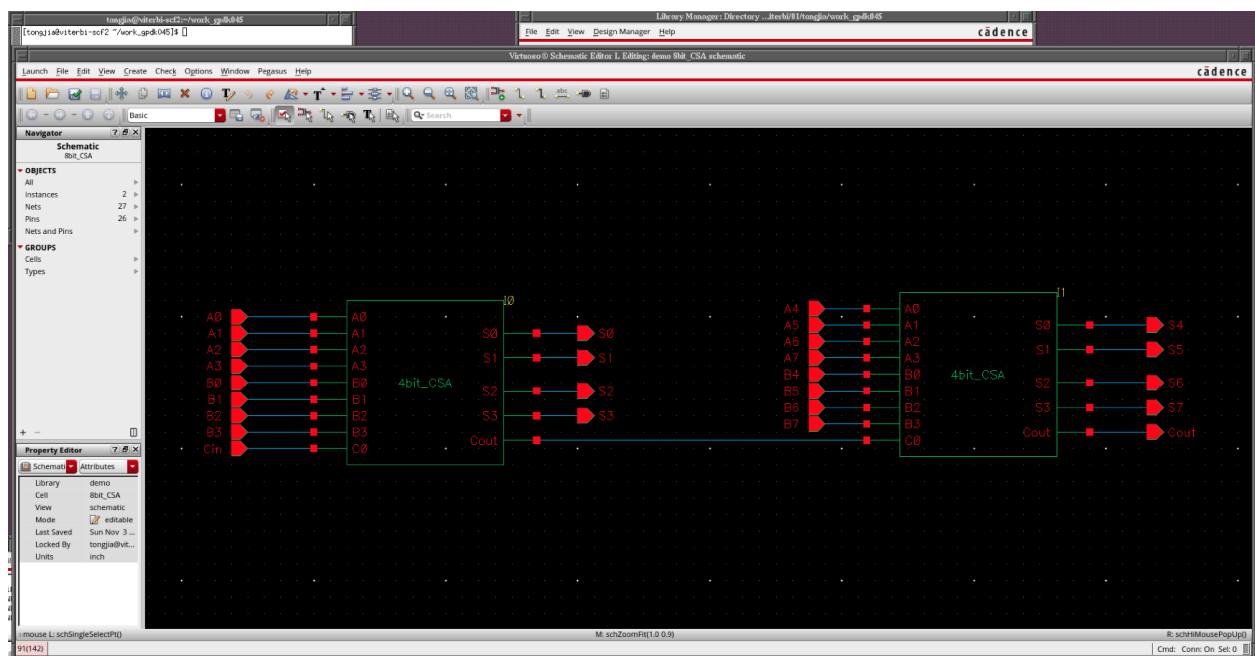 tongjia@viterbi-scf2:~/work_gpdk045
[tongjia@viterbi-scf2 ~/work_gpdk045]$
Library Manager: Directory ...iterbi/01/tongjia/work_gpdk045
File Edit View Design Manager Help
cādence
Virtuoso® Schematic Editor L Editing: demo 8bit_CSA schematic
Launch File Edit View Create Check Options Window Pegasus Help
cādence
Basic
Search
Navigator
Schematic
8bit_CSA
OBJECTS
All
Instances 2
Nets 27
Pins 26
Nets and Pins
GROUPS
Cells
Types
Property Editor
Schemati Attributes
Library demo
Cell 8bit_CSA
View schematic
Mode editable
Last Saved Sun Nov 3 ...
Locked By tongjia@vit...
Units inch
I0
A0 A0
A1 A1
A2 A2
A3 A3
B0 B0
B1 B1
B2 B2
B3 B3
Cin C0
4bit_CSA
S0 S0
S1 S1
S2 S2
S3 S3
Cout
I1
A4 A0
A5 A1
A6 A2
A7 A3
B4 B0
B5 B1
B6 B2
B7 B3
C0
4bit_CSA
S0 S4
S1 S5
S2 S6
S3 S7
Cout Cout
mouse L: schSingleSelectPt()
M: schZoomFit(1.0 0.9)
R: schHiMousePopUp()
91(142)
Cmd: Conn: On Sel: 0